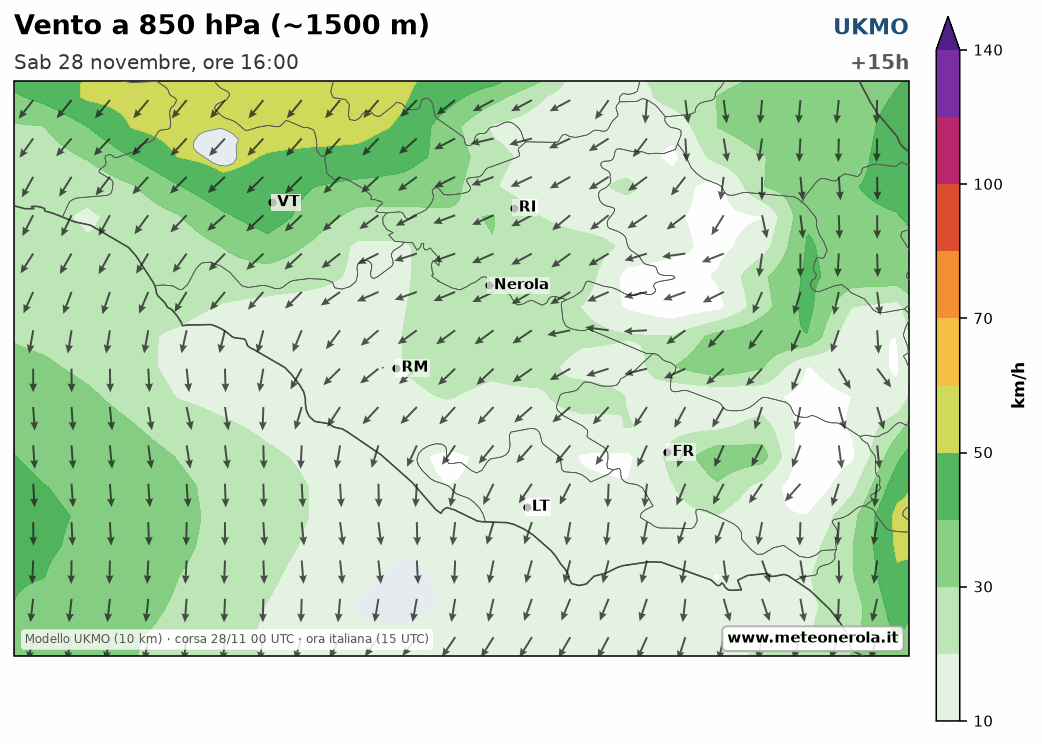 Vento a 850 hPa (~1500 m)
UKMO
Sab 28 novembre, ore 16:00
+15h
VT
RI
Nerola
RM
FR
LT
Modello UKMO (10 km) · corsa 28/11 00 UTC · ora italiana (15 UTC)
www.meteonerola.it
140
100
70
50
30
10
km/h